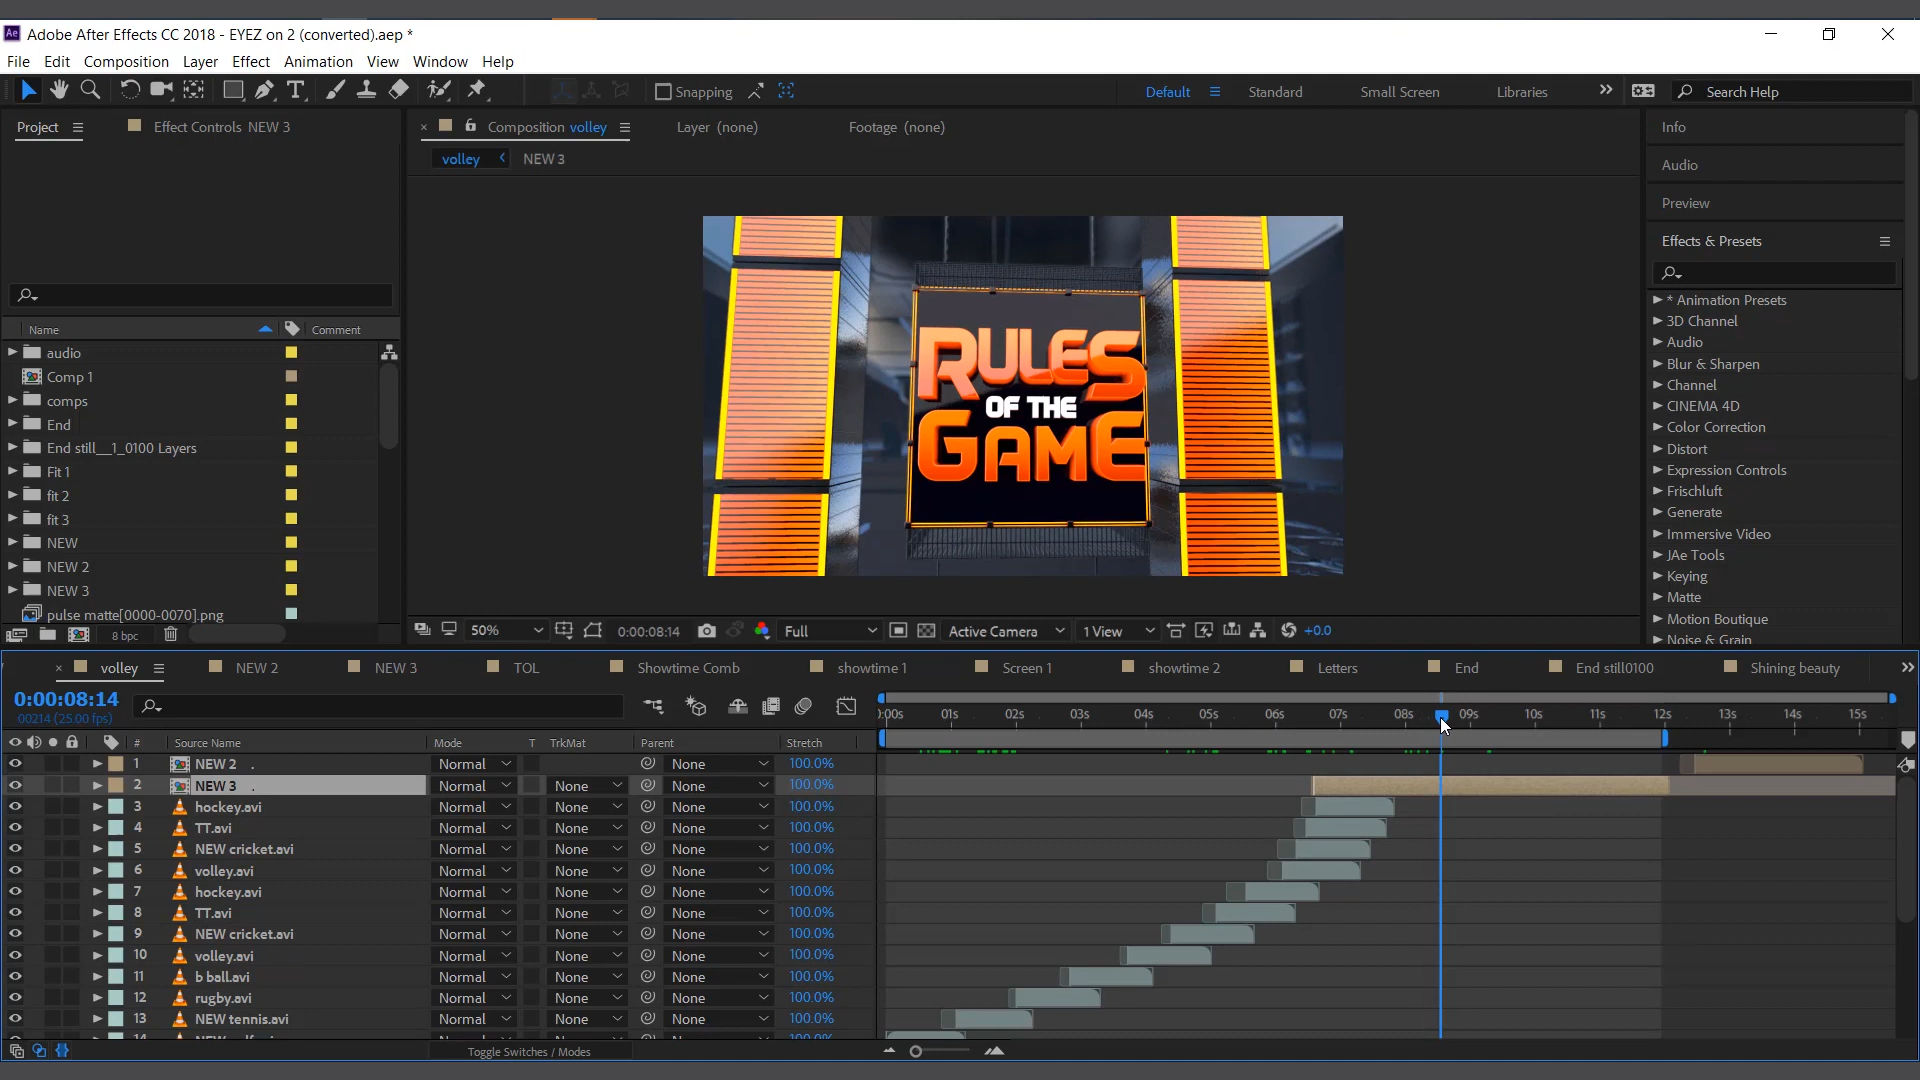 Ae Adobe After Effects CC 2018 - EYEZ on 2 (converted).aep *
File Edit Composition Layer Effect Animation View Window Help
Snapping Default Standard Small Screen Libraries Search Help
Project Effect Controls NEW 3
Composition volley Layer (none) Footage (none)
volley NEW 3
RULES
OF THE
GAME
Name Comment
audio
Comp 1
comps
End
End still__1_0100 Layers
Fit 1
fit 2
fit 3
NEW
NEW 2
NEW 3
pulse matte[0000-0070].png
8 bpc
50% 0:00:08:14 Full Active Camera 1 View +0.0
Info
Audio
Preview
Effects & Presets
* Animation Presets
3D Channel
Audio
Blur & Sharpen
Channel
CINEMA 4D
Color Correction
Distort
Expression Controls
Frischluft
Generate
Immersive Video
JAe Tools
Keying
Matte
Motion Boutique
Noise & Grain
volley NEW 2 NEW 3 TOL Showtime Comb showtime 1 Screen 1 showtime 2 Letters End End still0100 Shining beauty
0:00:08:14
00214 (25.00 fps)
:00s 01s 02s 03s 04s 05s 06s 07s 08s 09s 10s 11s 12s 13s 14s 15s
# Source Name Mode T TrkMat Parent Stretch
1 NEW 2 . Normal None 100.0%
2 NEW 3 . Normal None None 100.0%
3 hockey.avi Normal None None 100.0%
4 TT.avi Normal None None 100.0%
5 NEW cricket.avi Normal None None 100.0%
6 volley.avi Normal None None 100.0%
7 hockey.avi Normal None None 100.0%
8 TT.avi Normal None None 100.0%
9 NEW cricket.avi Normal None None 100.0%
10 volley.avi Normal None None 100.0%
11 b ball.avi Normal None None 100.0%
12 rugby.avi Normal None None 100.0%
13 NEW tennis.avi Normal None None 100.0%
Toggle Switches / Modes